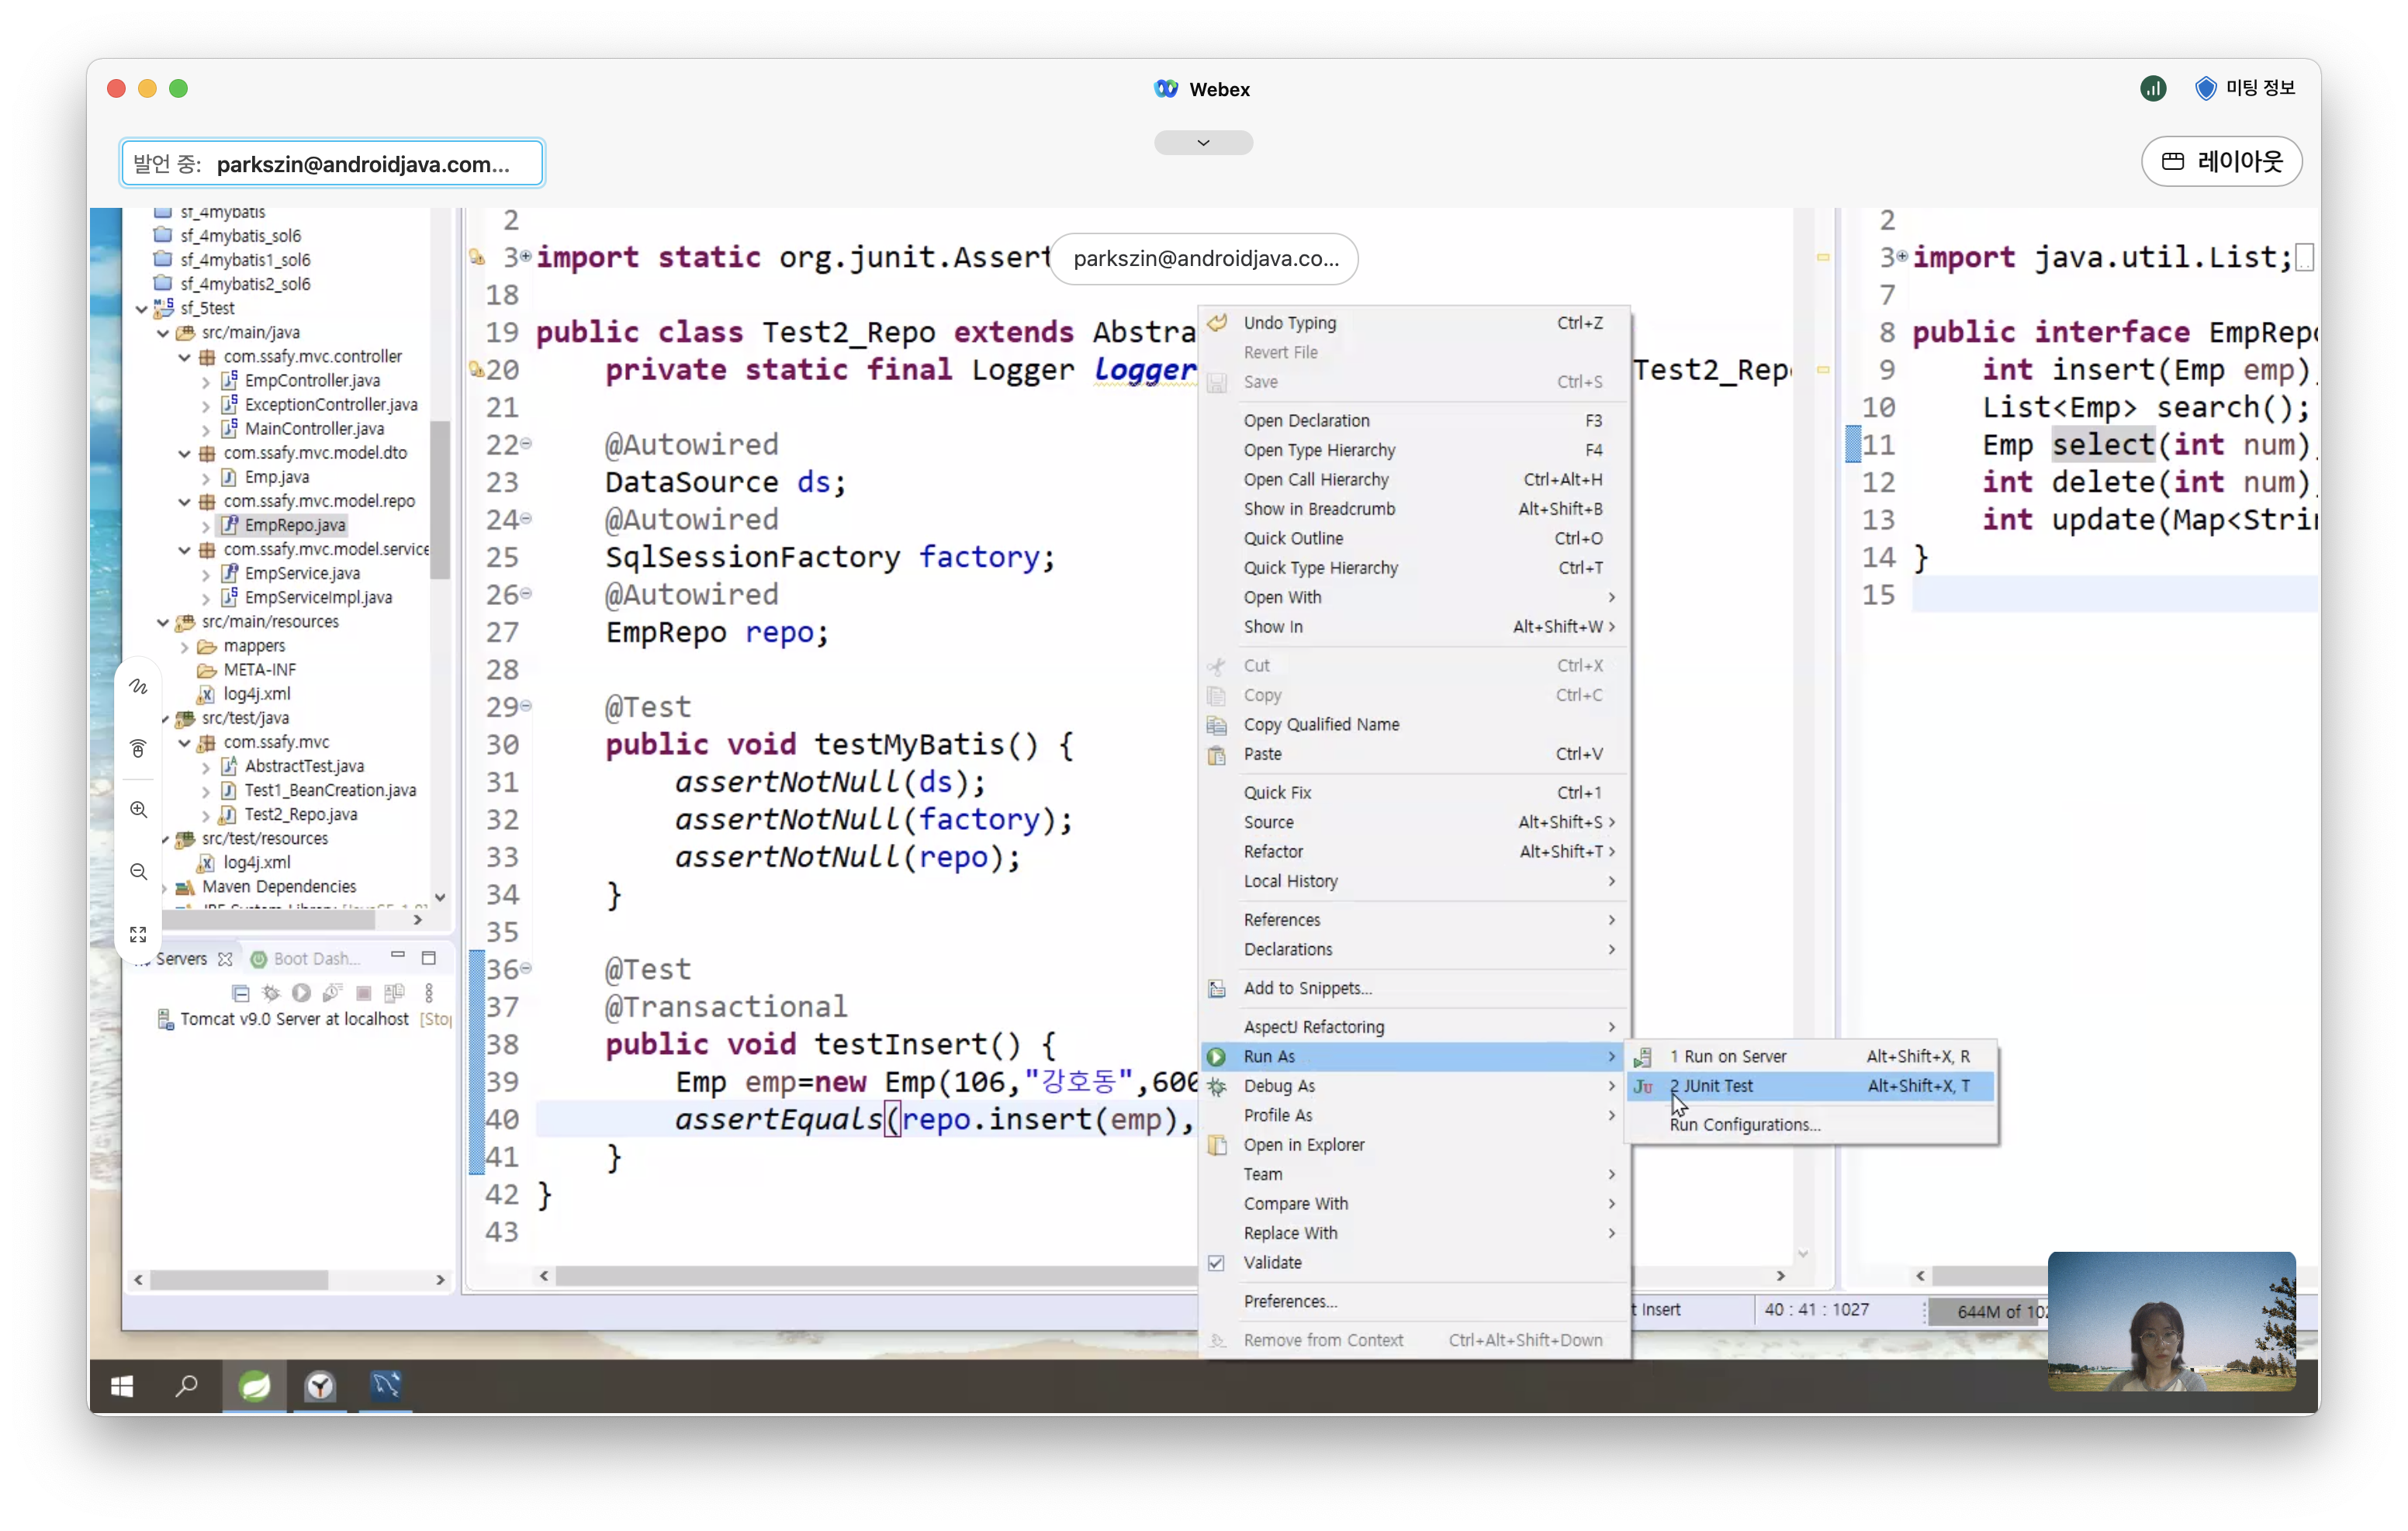 Webex
미팅 정보
발언 중: parkszin@androidjava.com...
레이아웃
parkszin@androidjava.co...
sf_4mybatis
sf_4mybatis_sol6
sf_4mybatis1_sol6
sf_4mybatis2_sol6
sf_5test
src/main/java
com.ssafy.mvc.controller
EmpController.java
ExceptionController.java
MainController.java
com.ssafy.mvc.model.dto
Emp.java
com.ssafy.mvc.model.repo
EmpRepo.java
com.ssafy.mvc.model.service
EmpService.java
EmpServiceImpl.java
src/main/resources
mappers
META-INF
log4j.xml
src/test/java
com.ssafy.mvc
AbstractTest.java
Test1_BeanCreation.java
Test2_Repo.java
src/test/resources
log4j.xml
Maven Dependencies
Servers
Boot Dash...
Tomcat v9.0 Server at localhost [Sto
2
3 import static org.junit.Assert
18
19 public class Test2_Repo extends Abstra
20 private static final Logger logger
Test2_Rep
21
22 @Autowired
23 DataSource ds;
24 @Autowired
25 SqlSessionFactory factory;
26 @Autowired
27 EmpRepo repo;
28
29 @Test
30 public void testMyBatis() {
31 assertNotNull(ds);
32 assertNotNull(factory);
33 assertNotNull(repo);
34 }
35
36 @Test
37 @Transactional
38 public void testInsert() {
39 Emp emp=new Emp(106,"강호동",600
40 assertEquals(repo.insert(emp),
41 }
42 }
43
Undo Typing Ctrl+Z
Revert File
Save Ctrl+S
Open Declaration F3
Open Type Hierarchy F4
Open Call Hierarchy Ctrl+Alt+H
Show in Breadcrumb Alt+Shift+B
Quick Outline Ctrl+O
Quick Type Hierarchy Ctrl+T
Open With
Show In Alt+Shift+W
Cut Ctrl+X
Copy Ctrl+C
Copy Qualified Name
Paste Ctrl+V
Quick Fix Ctrl+1
Source Alt+Shift+S
Refactor Alt+Shift+T
Local History
References
Declarations
Add to Snippets...
AspectJ Refactoring
Run As
Debug As
Profile As
Open in Explorer
Team
Compare With
Replace With
Validate
Preferences...
Remove from Context Ctrl+Alt+Shift+Down
1 Run on Server Alt+Shift+X, R
2 JUnit Test Alt+Shift+X, T
Run Configurations...
2
3 import java.util.List;
7
8 public interface EmpRepo
9 int insert(Emp emp)
10 List<Emp> search();
11 Emp select(int num)
12 int delete(int num)
13 int update(Map<Stri
14 }
15
t Insert
40 : 41 : 1027
644M of 102